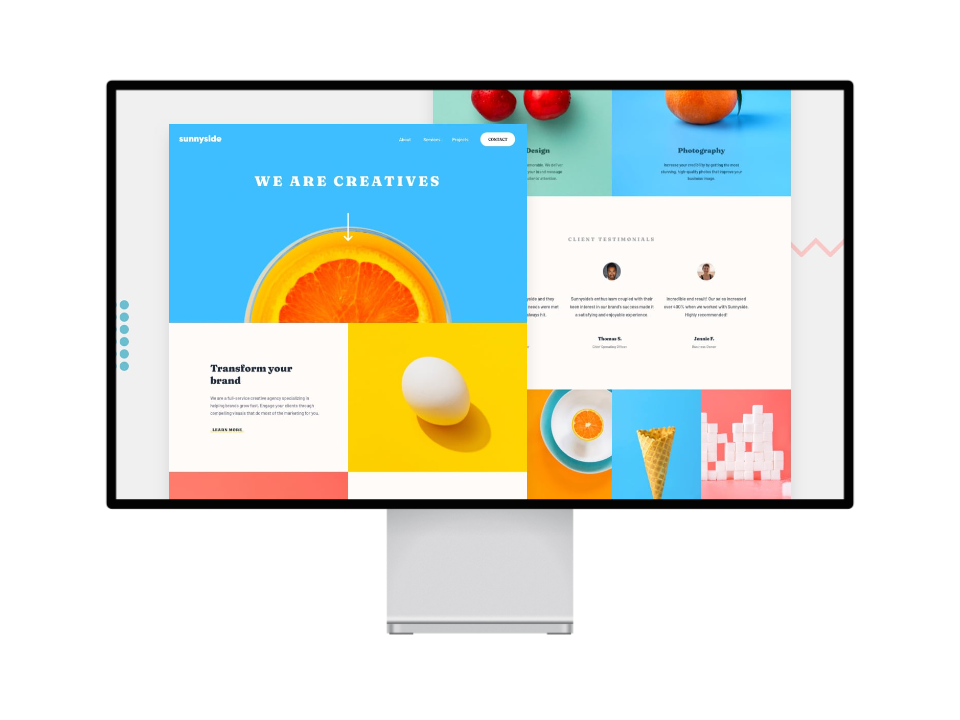 sunnyside
About Services Projects CONTACT
WE ARE CREATIVES
Transform your
brand
We are a full-service creative agency specializing in
helping brands grow fast. Engage your clients through
compelling visuals that do most of the marketing for you.
LEARN MORE
Design
Photography
Increase your credibility by getting the most
stunning, high-quality photos that improve your
business image.
CLIENT TESTIMONIALS
Sunnyside's enthusiasm coupled with their
keen interest in our brand's success made it
a satisfying and enjoyable experience.
Thomas S.
Chief Operating Officer
Incredible end result! Our sales increased
over 400% when we worked with Sunnyside.
Highly recommended!
Jennie F.
Business Owner